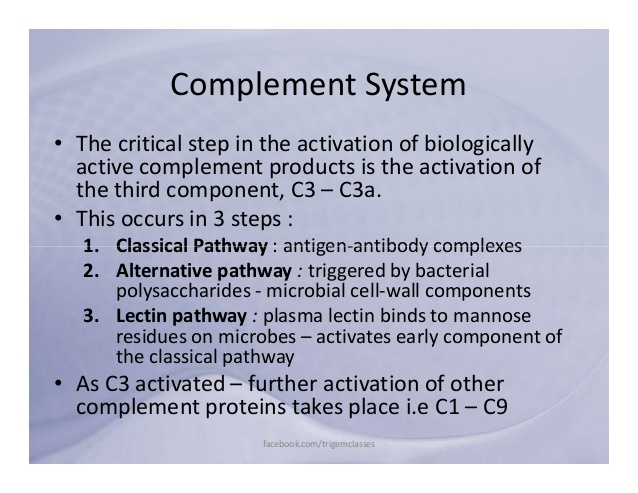 Complement System
• The critical step in the activation of biologically
active complement products is the activation of
the third component, C3 – C3a.
• This occurs in 3 steps :
1. Classical Pathway : antigen-antibody complexes
2. Alternative pathway : triggered by bacterial
polysaccharides - microbial cell-wall components
3. Lectin pathway : plasma lectin binds to mannose
residues on microbes – activates early component of
the classical pathway
• As C3 activated – further activation of other
complement proteins takes place i.e C1 – C9
facebook.com/trigemclasses